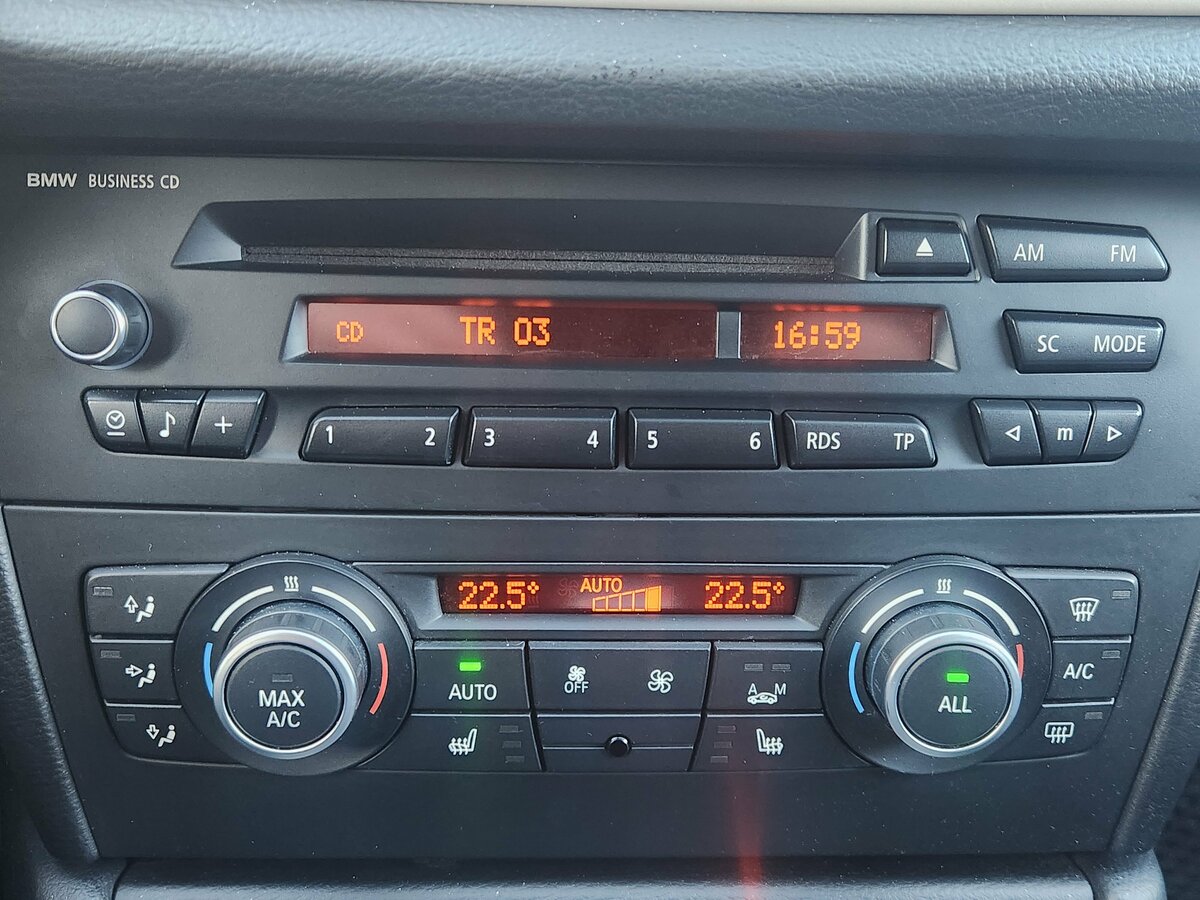 BMW BUSINESS CD
AM FM
CD TR 03 16:59
SC MODE
1 2 3 4 5 6 RDS TP m
22.5° AUTO 22.5°
MAX
A/C
AUTO
OFF
A M
ALL
A/C